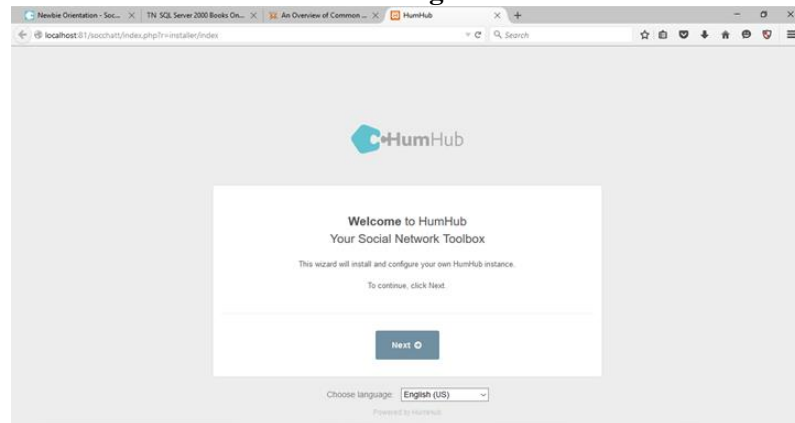 Newbie Orientation - Soc... TN SQL Server 2000 Books On... An Overview of Common ... HumHub
localhost:81/socchatt/index.php?r=installer/index Search
HumHub
Welcome to HumHub
Your Social Network Toolbox
This wizard will install and configure your own HumHub instance.
To continue, click Next.
Next
Choose language: English (US)
Powered by HumHub